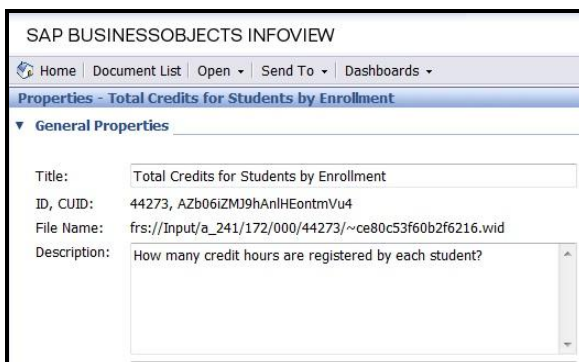 SAP BUSINESSOBJECTS INFOVIEW
Home Document List Open Send To Dashboards
Properties - Total Credits for Students by Enrollment
General Properties
Title: Total Credits for Students by Enrollment
ID, CUID: 44273, AZb06iZMJ9hAnlHEontmVu4
File Name: frs://Input/a_241/172/000/44273/~ce80c53f60b2f6216.wid
Description: How many credit hours are registered by each student?